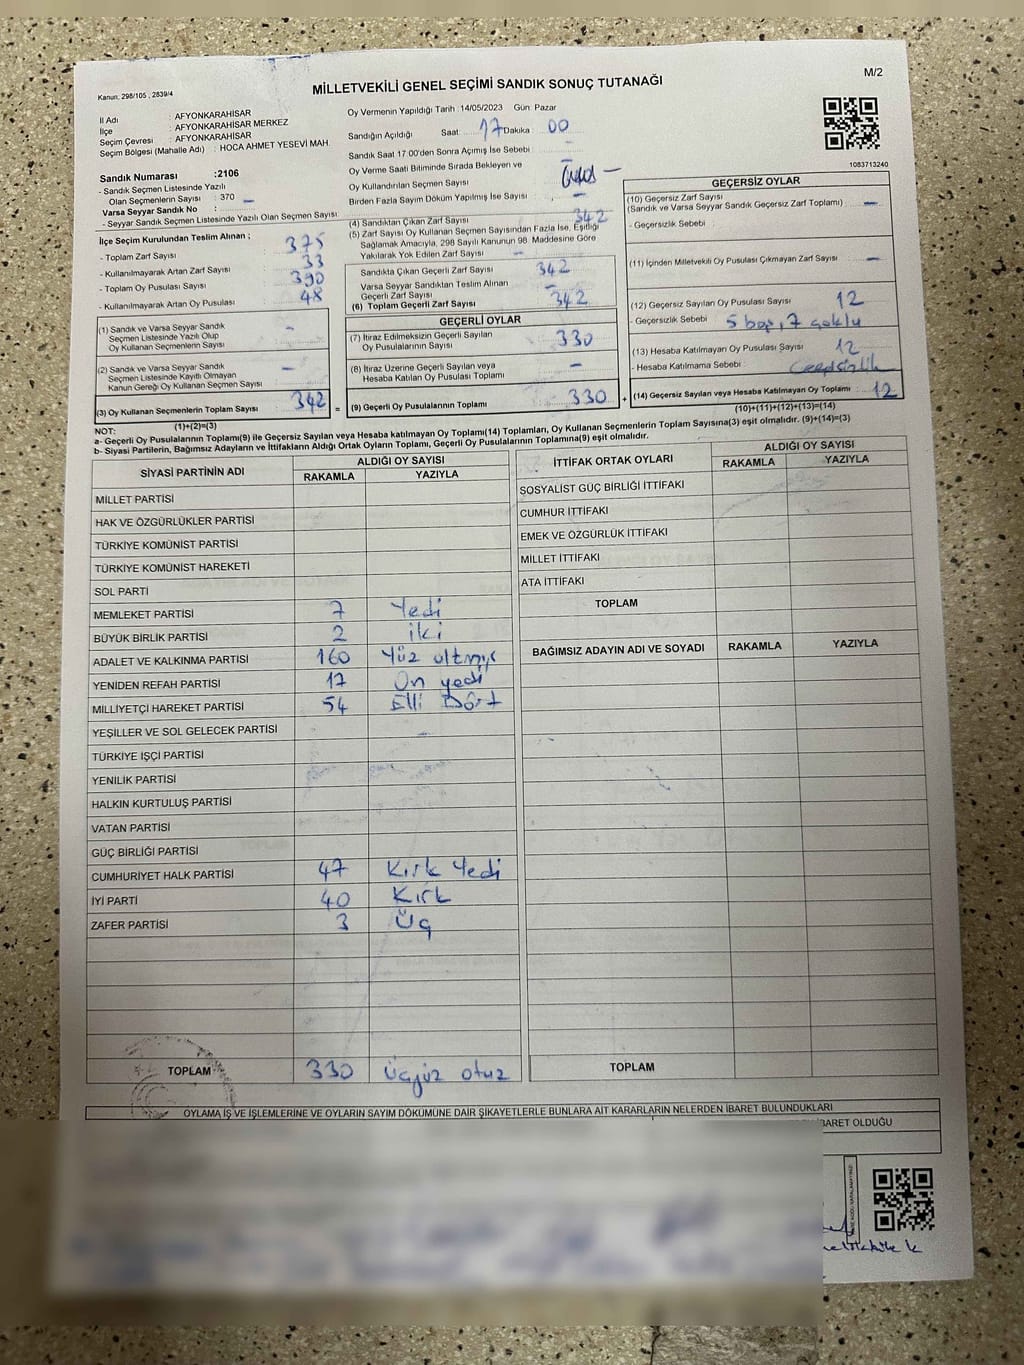 M/2
Kanun, 298/105 , 2839/4
MİLLETVEKİLİ GENEL SEÇİMİ SANDIK SONUÇ TUTANAĞI
İl Adı : AFYONKARAHİSAR
İlçe : AFYONKARAHİSAR MERKEZ
Seçim Çevresi : AFYONKARAHİSAR
Seçim Bölgesi (Mahalle Adı) : HOCA AHMET YESEVİ MAH.
Sandık Numarası :2106
- Sandık Seçmen Listesinde Yazılı
Olan Seçmenlerin Sayısı : 370
Varsa Seyyar Sandık No :
- Seyyar Sandık Seçmen Listesinde Yazılı Olan Seçmen Sayısı
İlçe Seçim Kurulundan Teslim Alınan ;
- Toplam Zarf Sayısı 375
- Kullanılmayarak Artan Zarf Sayısı 33
- Toplam Oy Pusulası Sayısı 390
- Kullanılmayarak Artan Oy Pusulası 48
(1) Sandık ve Varsa Seyyar Sandık
Seçmen Listesinde Yazılı Olup
Oy Kullanan Seçmenlerin Sayısı -
(2) Sandık ve Varsa Seyyar Sandık
Seçmen Listesinde Kayıtlı Olmayan
Kanun Gereği Oy Kullanan Seçmen Sayısı -
(3) Oy Kullanan Seçmenlerin Toplam Sayısı 342 =
(1)+(2)=(3)
Oy Vermenin Yapıldığı Tarih : 14/05/2023 Gün: Pazar
Sandığın Açıldığı Saat: 17 Dakika : 00
Sandık Saat 17:00'den Sonra Açımış İse Sebebi :
Oy Verme Saati Bitiminde Sırada Bekleyen ve
Oy Kullandırılan Seçmen Sayısı
Birden Fazla Sayım Döküm Yapılmış İse Sayısı : -
(4) Sandıktan Çıkan Zarf Sayısı 342
(5) Zarf Sayısı Oy Kullanan Seçmen Sayısından Fazla İse, Eşitliği
Sağlamak Amacıyla, 298 Sayılı Kanunun 98. Maddesine Göre
Yakılarak Yok Edilen Zarf Sayısı -
Sandıkta Çıkan Geçerli Zarf Sayısı 342
Varsa Seyyar Sandıktan Teslim Alınan
Geçerli Zarf Sayısı -
(6) Toplam Geçerli Zarf Sayısı 342
GEÇERLİ OYLAR
(7) İtiraz Edilmeksizin Geçerli Sayılan
Oy Pusulalarının Sayısı 330
(8) İtiraz Üzerine Geçerli Sayılan veya
Hesaba Katılan Oy Pusulası Toplamı -
(9) Geçerli Oy Pusulalarının Toplamı 330 +
1083713240
GEÇERSİZ OYLAR
(10) Geçersiz Zarf Sayısı
(Sandık ve Varsa Seyyar Sandık Geçersiz Zarf Toplamı) -
- Geçersizlik Sebebi :
(11) İçinden Milletvekili Oy Pusulası Çıkmayan Zarf Sayısı -
(12) Geçersiz Sayılan Oy Pusulası Sayısı 12
- Geçersizlik Sebebi 5 boş, 7 çoklu
(13) Hesaba Katılmayan Oy Pusulası Sayısı 12
- Hesaba Katılmama Sebebi
(14) Geçersiz Sayılan veya Hesaba Katılmayan Oy Toplamı 12
(10)+(11)+(12)+(13)=(14)
NOT:
a- Geçerli Oy Pusulalarının Toplamı(9) ile Geçersiz Sayılan veya Hesaba katılmayan Oy Toplamı(14) Toplamları, Oy Kullanan Seçmenlerin Toplam Sayısına(3) eşit olmalıdır. (9)+(14)=(3)
b- Siyasi Partilerin, Bağımsız Adayların ve İttifakların Aldığı Ortak Oyların Toplamı, Geçerli Oy Pusulalarının Toplamına(9) eşit olmalıdır.
SİYASİ PARTİNİN ADI ALDIĞI OY SAYISI
RAKAMLA YAZIYLA
MİLLET PARTİSİ
HAK VE ÖZGÜRLÜKLER PARTİSİ
TÜRKİYE KOMÜNİST PARTİSİ
TÜRKİYE KOMÜNİST HAREKETİ
SOL PARTİ
MEMLEKET PARTİSİ 7 Yedi
BÜYÜK BİRLİK PARTİSİ 2 iki
ADALET VE KALKINMA PARTİSİ 160 Yüz altmış
YENİDEN REFAH PARTİSİ 17 On yedi
MİLLİYETÇİ HAREKET PARTİSİ 54 Elli Dört
YEŞİLLER VE SOL GELECEK PARTİSİ
TÜRKİYE İŞÇİ PARTİSİ
YENİLİK PARTİSİ
HALKIN KURTULUŞ PARTİSİ
VATAN PARTİSİ
GÜÇ BİRLİĞİ PARTİSİ
CUMHURİYET HALK PARTİSİ 47 Kırk Yedi
İYİ PARTİ 40 Kırk
ZAFER PARTİSİ 3 Üç
TOPLAM 330 Üçyüz otuz
İTTİFAK ORTAK OYLARI ALDIĞI OY SAYISI
RAKAMLA YAZIYLA
SOSYALİST GÜÇ BİRLİĞİ İTTİFAKI
CUMHUR İTTİFAKI
EMEK VE ÖZGÜRLÜK İTTİFAKI
MİLLET İTTİFAKI
ATA İTTİFAKI
TOPLAM
BAĞIMSIZ ADAYIN ADI VE SOYADI RAKAMLA YAZIYLA
TOPLAM
OYLAMA İŞ VE İŞLEMLERİNE VE OYLARIN SAYIM DÖKÜMÜNE DAİR ŞİKAYETLERLE BUNLARA AİT KARARLARIN NELERDEN İBARET BULUNDUKLARI
İBARET OLDUĞU